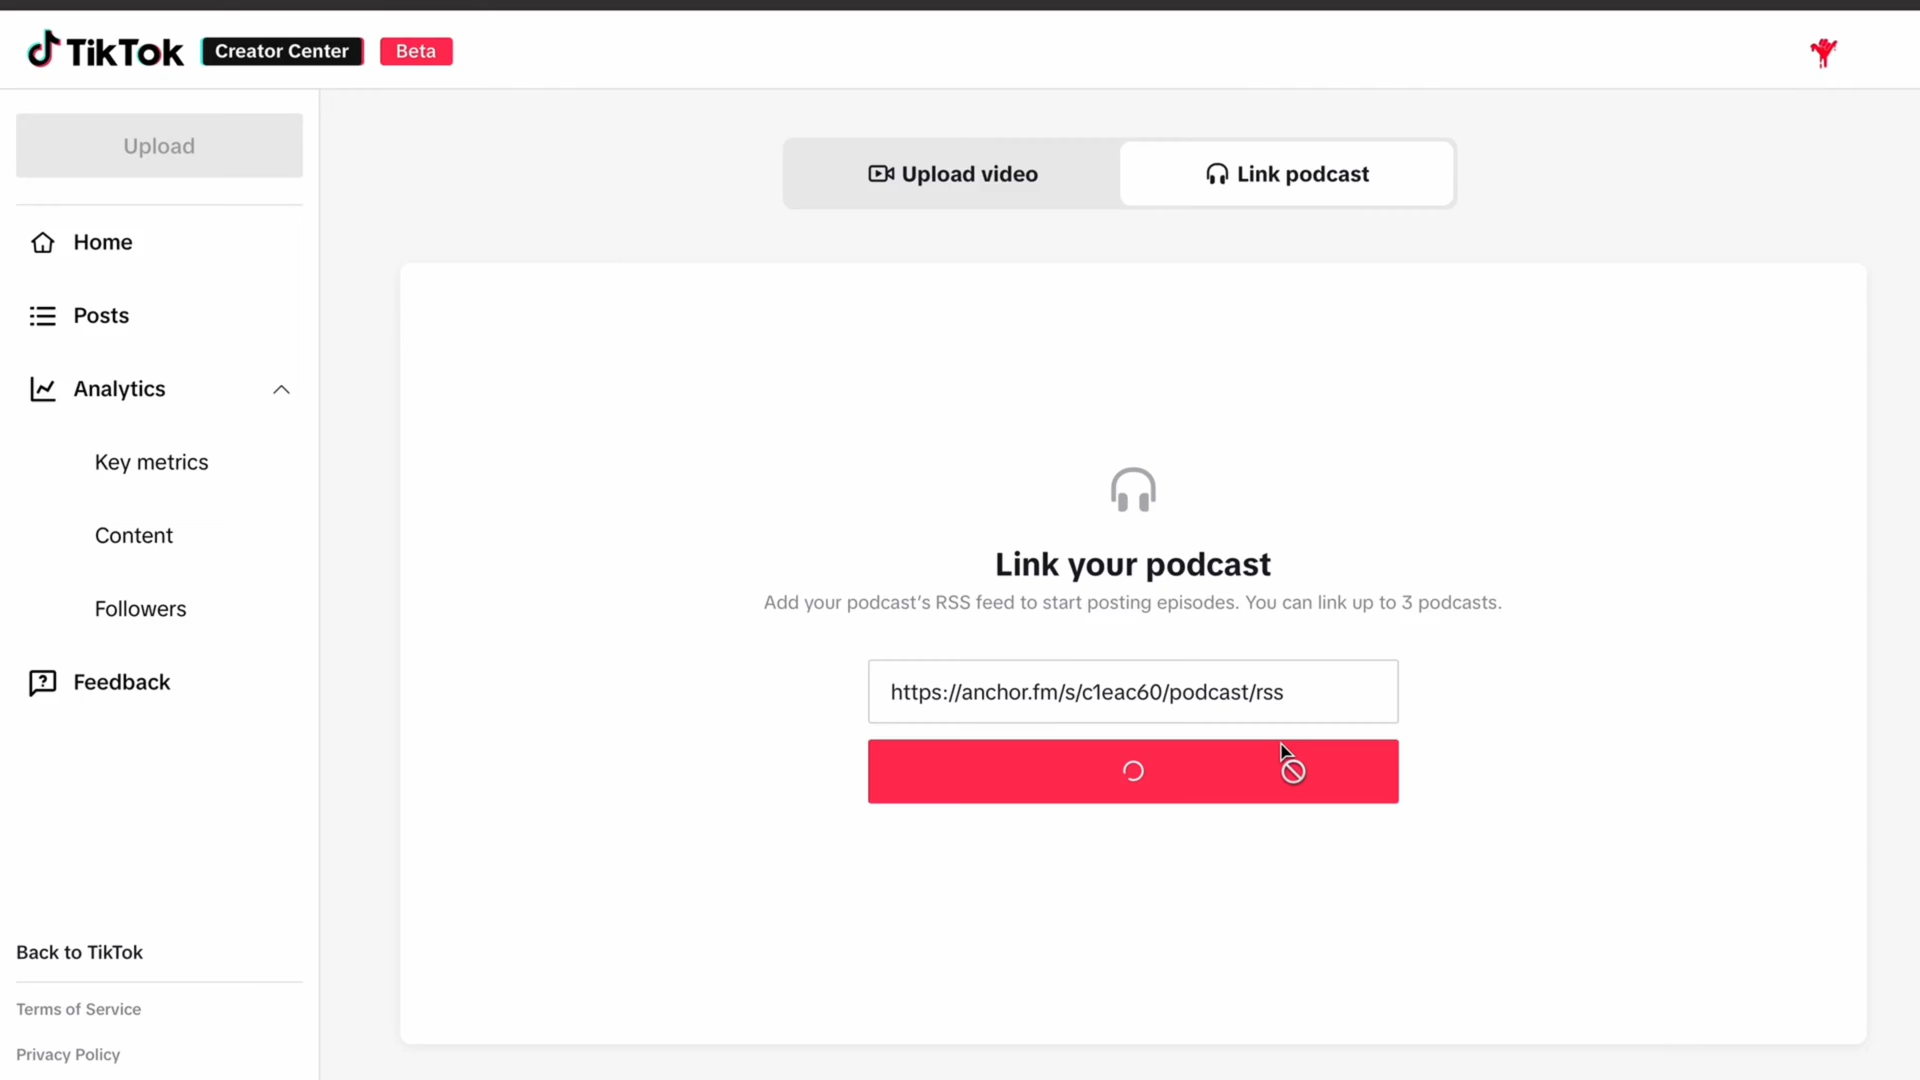 TikTok Creator Center Beta
Upload
Home
Posts
Analytics
Key metrics
Content
Followers
Feedback
Back to TikTok
Terms of Service
Privacy Policy
Upload video
Link podcast
Link your podcast
Add your podcast’s RSS feed to start posting episodes. You can link up to 3 podcasts.
https://anchor.fm/s/c1eac60/podcast/rss